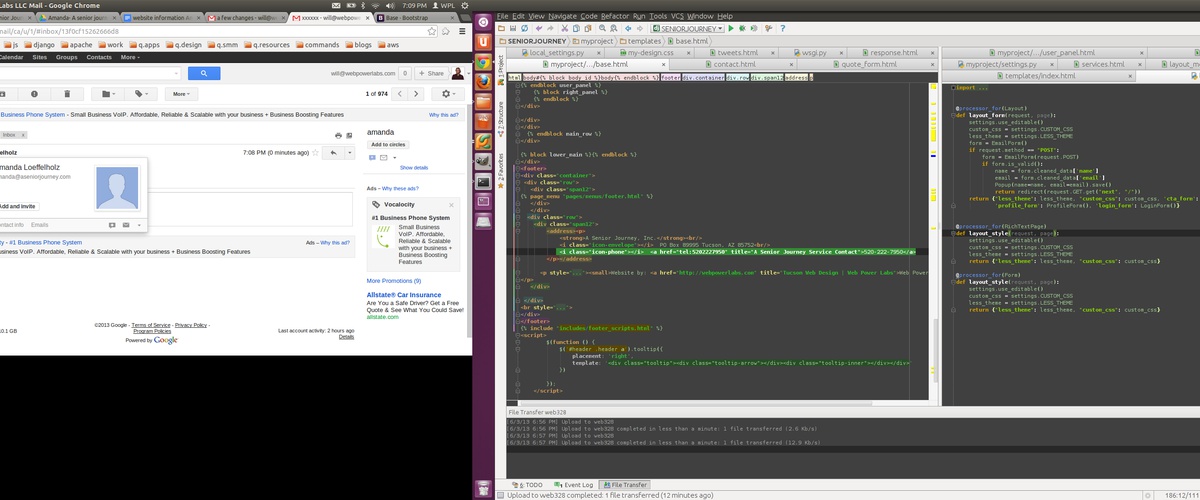 Labs LLC Mail - Google Chrome
7:09 PM WPL
Amanda- A senior jour
website information An
a few changes - will@w
xxxxxx - will@webpowe
Base - Bootstrap
mail/ca/u/1/#inbox/13f0cf15262666d8
js django apache work q.apps q.design q.smm q.resources commands blogs aws
Calendar Sites Groups Contacts Maps
will@webpowerlabs.com 0 + Share
More
1 of 974
Business Phone System - Small Business VoIP. Affordable, Reliable & Scalable with your business + Business Boosting Features Why this ad?
Inbox x
7:08 PM (0 minutes ago)
manda Loeffelholz
manda@aseniorjourney.com
Add and invite
Contact info Emails
y - #1 Business Phone System
Ads – Why this ad?
Affordable, Reliable & Scalable with your business + Business Boosting Features
amanda
Add to circles
Show details
Ads – Why these ads?
Vocalocity
#1 Business Phone System
Small Business VoIP. Affordable, Reliable & Scalable with your business + Business Boosting Features
More Promotions (9)
Allstate® Car Insurance
Are You a Safe Driver? Get a Free
Quote & See What You Could Save!
allstate.com
©2013 Google - Terms of Service - Privacy Policy -
Program Policies
Powered by Google
Last account activity: 2 hours ago
Details
File Edit View Navigate Code Refactor Run Tools VCS Window Help
SENIORJOURNEY
SENIORJOURNEY myproject templates base.html
local_settings.py my-design.css tweets.html wsgi.py response.html
myproject/.../base.html contact.html quote_form.html
html body#{% block body_id %}body{% endblock %} footer div.container div.row div.span12 address p
{% endblock user_panel %}
{% block right_panel %}
{% endblock %}
</div>
</div>
</div>
{% endblock main_row %}
</div>
{% block lower_main %}{% endblock %}
</div>
<footer>
<div class="container">
<div class="row">
<div class="span12">
{% page_menu "pages/menus/footer.html" %}
</div>
</div>
<div class="row">
<div class="span12">
<address><p>
<strong>A Senior Journey, Inc.</strong><br/>
<i class="icon-envelope"></i> PO Box 89995 Tucson, AZ 85752<br/>
<i class="icon-phone"></i> <a href="tel:5202227950" title="A Senior Journey Service Contact">520-222-7950</a>
</p></address>
<p style="..."><small>Website by: <a href="http://webpowerlabs.com" title="Tucson Web Design | Web Power Labs">Web Power
</p>
</div>
</div>
<br style="...">
</div>
</footer>
{% include "includes/footer_scripts.html" %}
<script>
$(function () {
$('#header .header a').tooltip({
placement: 'right',
template: '<div class="tooltip"><div class="tooltip-arrow"></div><div class="tooltip-inner"></div></div>'
})
});
</script>
myproject/.../user_panel.html
myproject/settings.py services.html
templates/index.html
import ...
@processor_for(Layout)
def layout_form(request, page):
settings.use_editable()
custom_css = settings.CUSTOM_CSS
less_theme = settings.LESS_THEME
form = EmailForm()
if request.method == "POST":
form = EmailForm(request.POST)
if form.is_valid():
name = form.cleaned_data['name']
email = form.cleaned_data['email']
Popup(name=name, email=email).save()
return redirect(request.GET.get("next", "/"))
return {"less_theme": less_theme, "custom_css": custom_css, 'cta_form':
'profile_form': ProfileForm(), 'login_form': LoginForm()}
@processor_for(RichTextPage)
def layout_style(request, page):
settings.use_editable()
custom_css = settings.CUSTOM_CSS
less_theme = settings.LESS_THEME
return {"less_theme": less_theme, "custom_css": custom_css}
@processor_for(Form)
def layout_style(request, page):
settings.use_editable()
custom_css = settings.CUSTOM_CSS
less_theme = settings.LESS_THEME
return {"less_theme": less_theme, "custom_css": custom_css}
1: Project
Z: Structure
2: Favorites
File Transfer web328
[6/3/13 6:56 PM] Upload to web328
[6/3/13 6:56 PM] Upload to web328 completed in less than a minute: 1 file transferred (2.6 Kb/s)
[6/3/13 6:57 PM] Upload to web328
[6/3/13 6:57 PM] Upload to web328 completed in less than a minute: 1 file transferred (12.9 Kb/s)
6: TODO Event Log File Transfer
Upload to web328 completed: 1 file transferred (12 minutes ago)
186:12/111